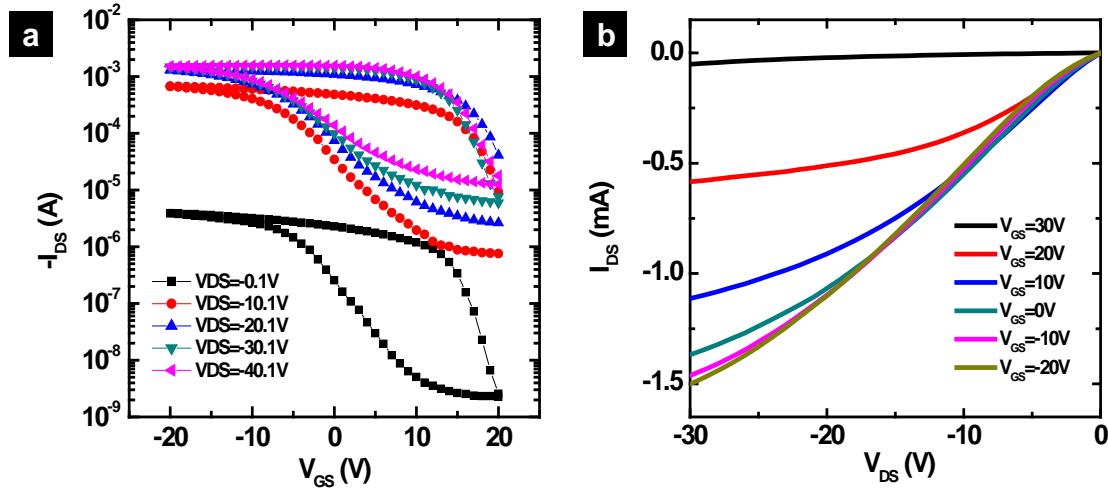 a
10⁻²
10⁻³
10⁻⁴
10⁻⁵
10⁻⁶
10⁻⁷
10⁻⁸
10⁻⁹
-I_DS (A)
VDS=-0.1V
VDS=-10.1V
VDS=-20.1V
VDS=-30.1V
VDS=-40.1V
-20 -10 0 10 20
V_GS (V)
b
0.0
-0.5
-1.0
-1.5
I_DS (mA)
V_GS=30V
V_GS=20V
V_GS=10V
V_GS=0V
V_GS=-10V
V_GS=-20V
-30 -20 -10 0
V_DS (V)